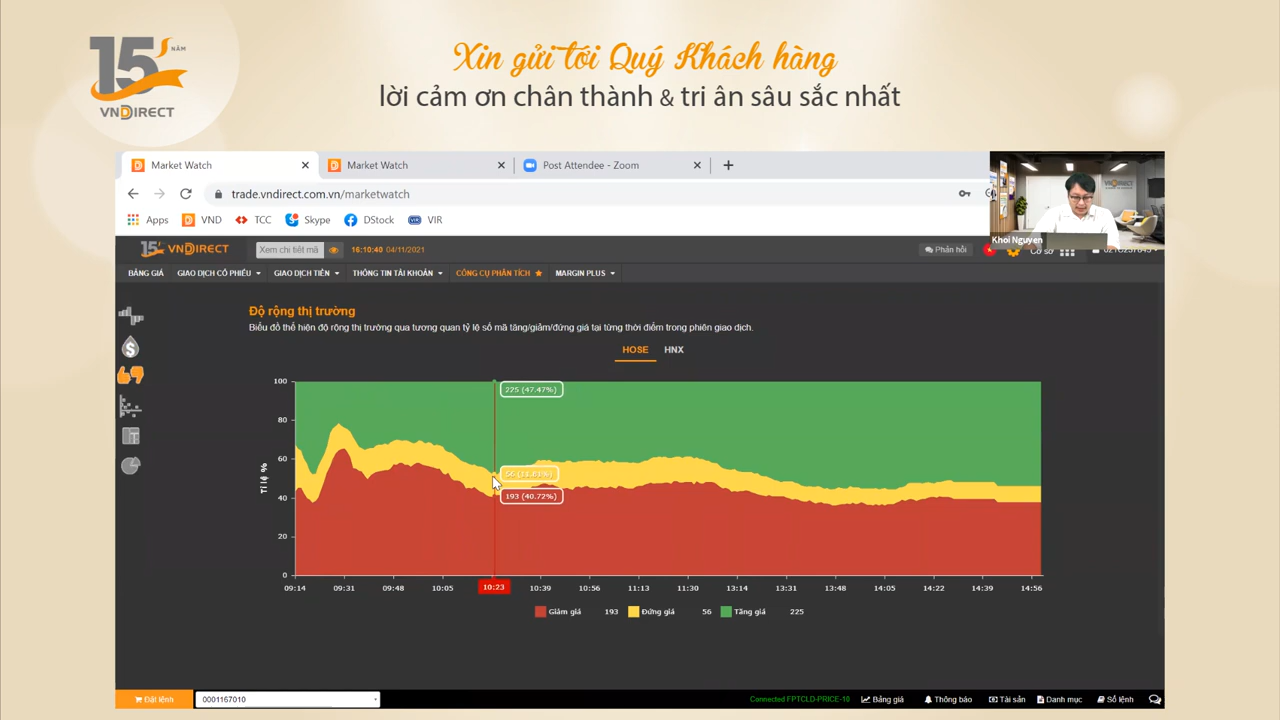 15 NĂM
VNDIRECT
Xin gửi tới Quý Khách hàng
lời cảm ơn chân thành & tri ân sâu sắc nhất
Market Watch
Market Watch
Post Attendee - Zoom
trade.vndirect.com.vn/marketwatch
Apps VND TCC Skype DStock VIR
VNDIRECT
Khoi Nguyen
15 VNDIRECT
Xem chi tiết mã
16:10:40 04/11/2021
Phản hồi
Cơ sở
BẢNG GIÁ GIAO DỊCH CỔ PHIẾU GIAO DỊCH TIỀN THÔNG TIN TÀI KHOẢN CÔNG CỤ PHÂN TÍCH MARGIN PLUS
Độ rộng thị trường
Biểu đồ thể hiện độ rộng thị trường qua tương quan tỷ lệ số mã tăng/giảm/đứng giá tại từng thời điểm trong phiên giao dịch.
HOSE HNX
Tỉ lệ %
100
80
60
40
20
0
225 (47.47%)
56 (11.81%)
193 (40.72%)
09:14 09:31 09:48 10:05 10:23 10:39 10:56 11:13 11:30 13:14 13:31 13:48 14:05 14:22 14:39 14:56
Giảm giá 193 Đứng giá 56 Tăng giá 225
Đặt lệnh
0001167010
Connected FPTCLD-PRICE-10
Bảng giá Thông báo Tài sản Danh mục Sổ lệnh